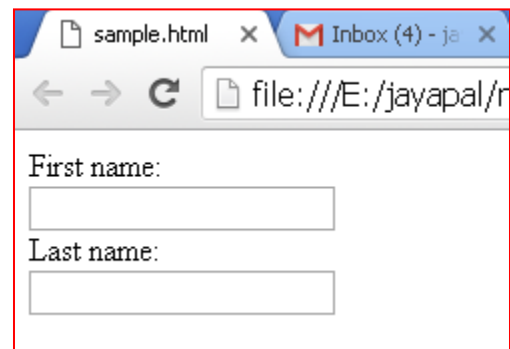 sample.html Inbox (4) - ja
file:///E:/jayapal/r
First name:
Last name: